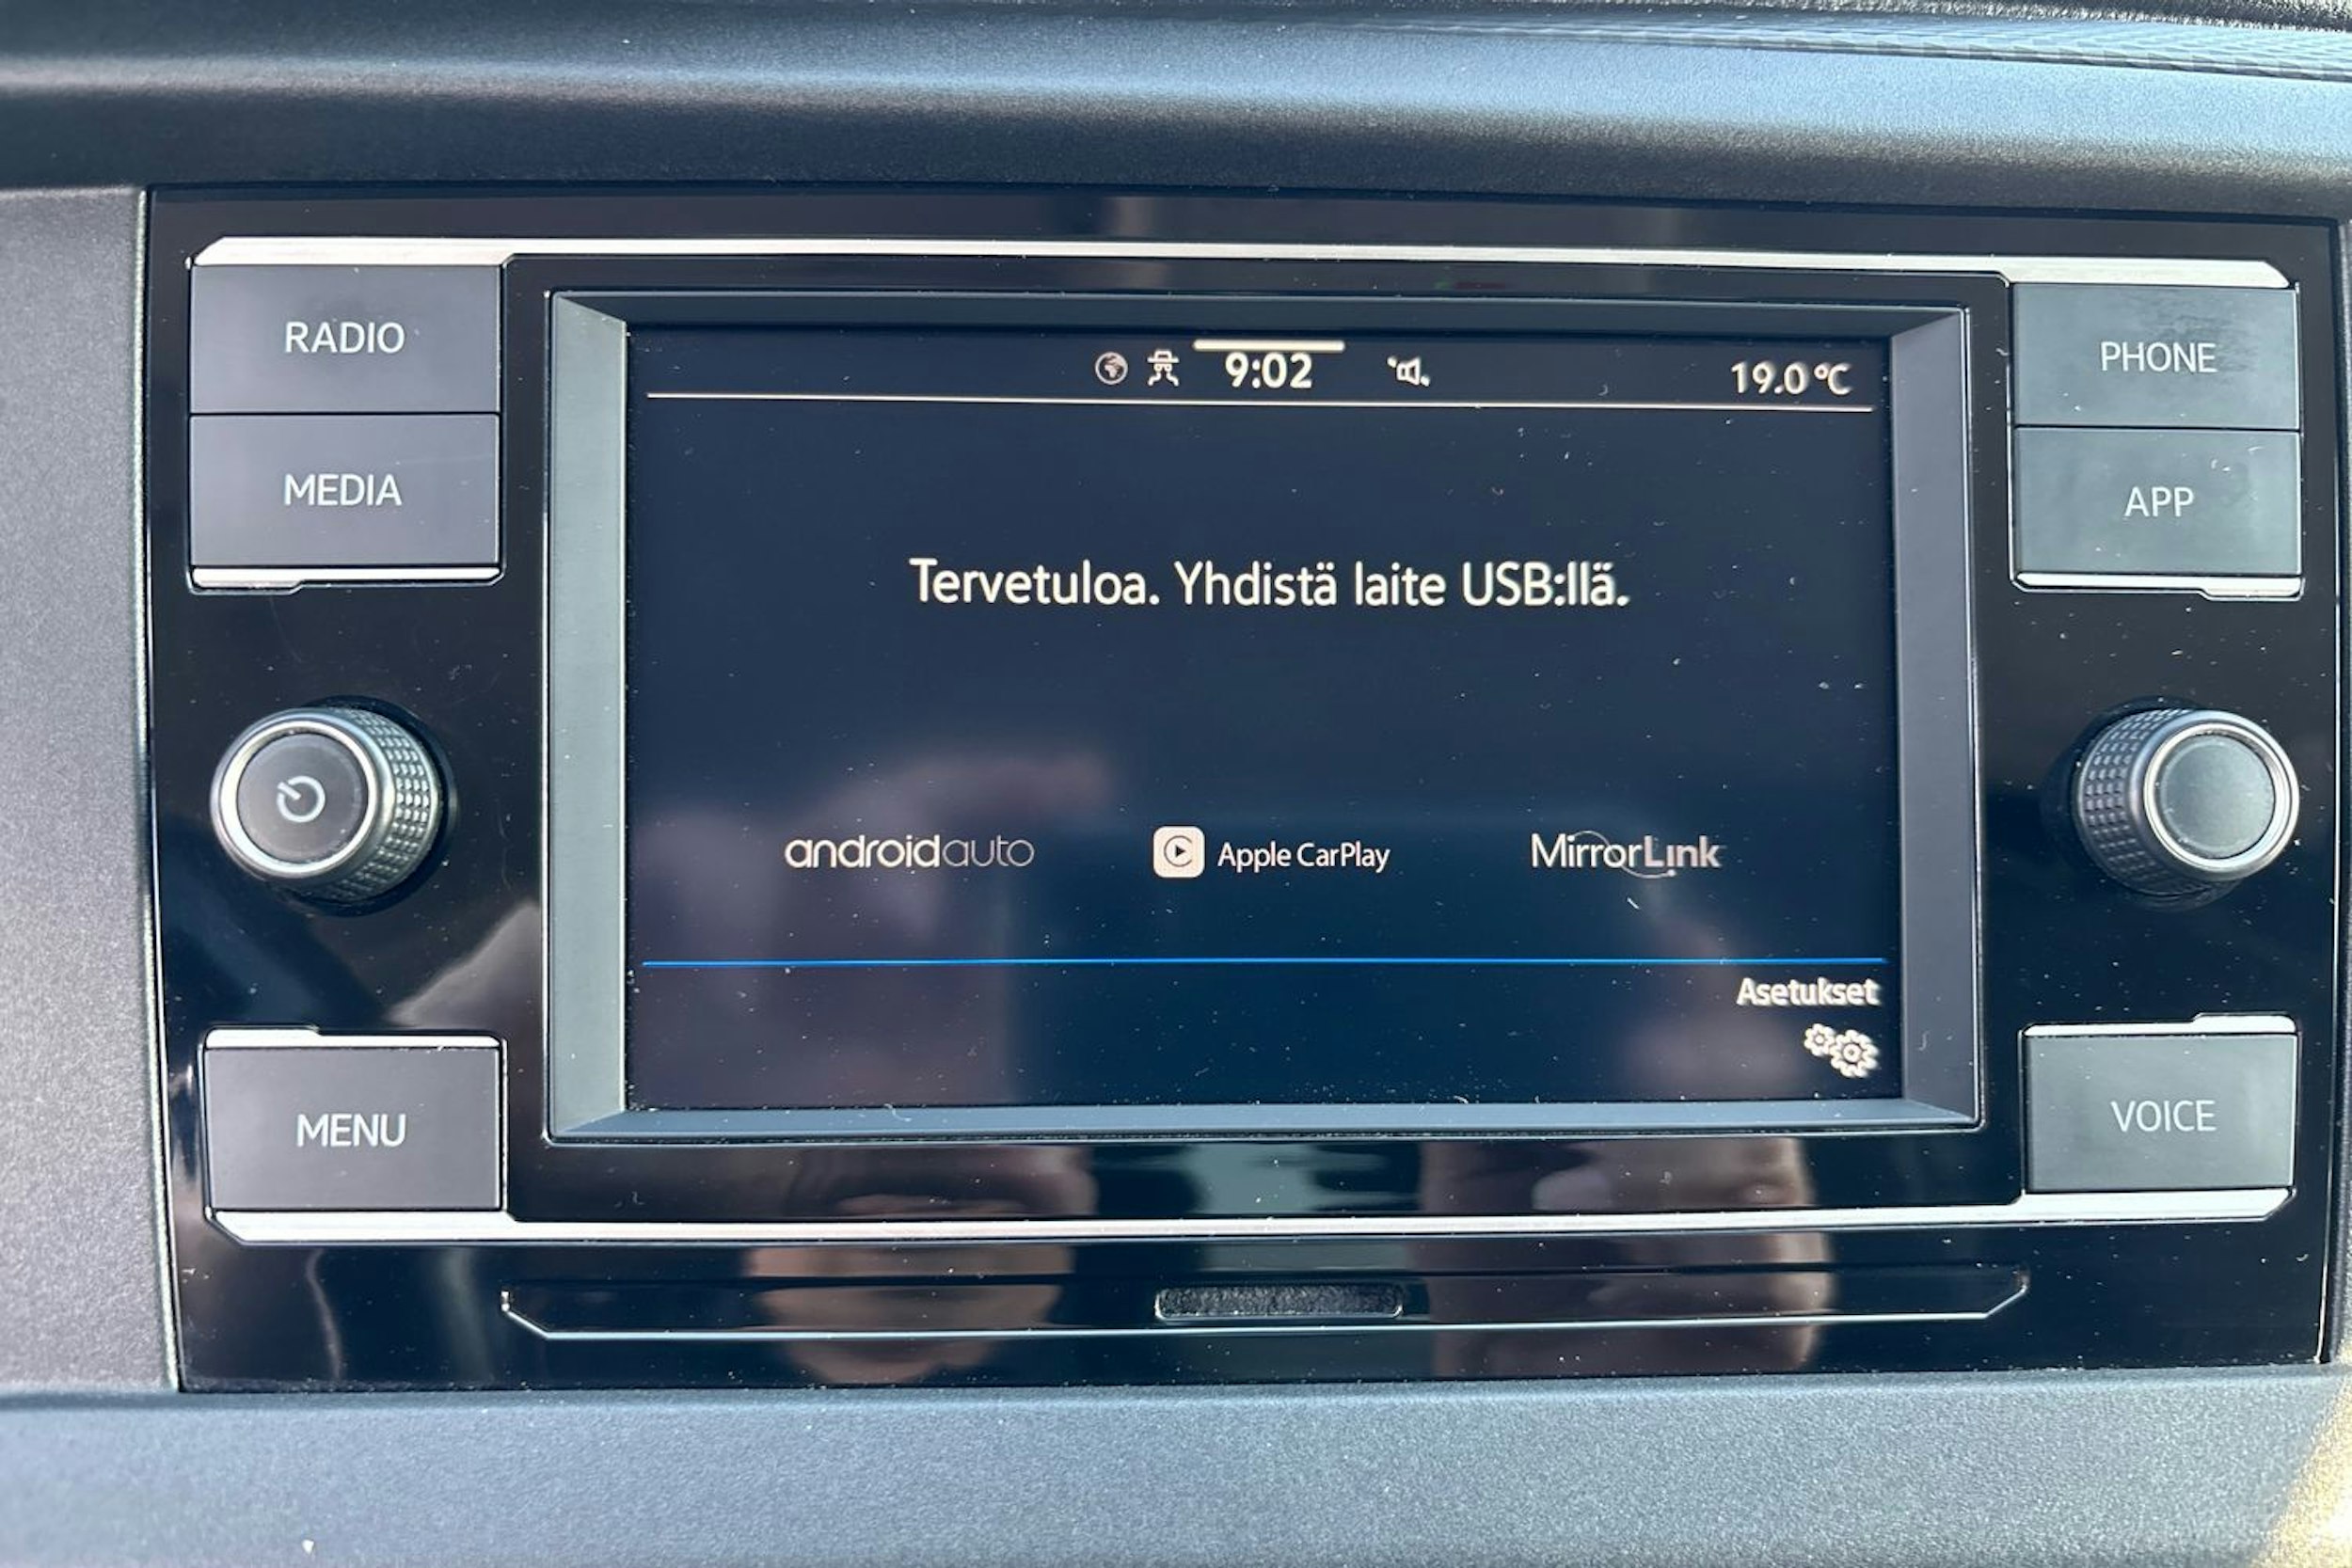 RADIO
MEDIA
MENU
9:02
19.0 °C
Tervetuloa. Yhdistä laite USB:llä.
androidauto
Apple CarPlay
MirrorLink
Asetukset
PHONE
APP
VOICE